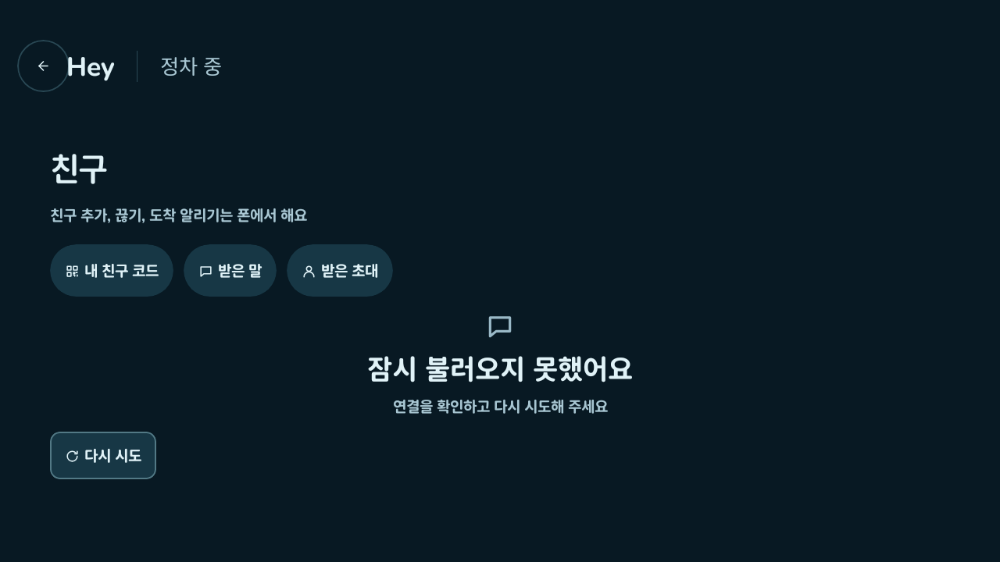 Hey
정차 중
친구
친구 추가, 끊기, 도착 알리기는 폰에서 해요
내 친구 코드
받은 말
받은 초대
잠시 불러오지 못했어요
연결을 확인하고 다시 시도해 주세요
다시 시도